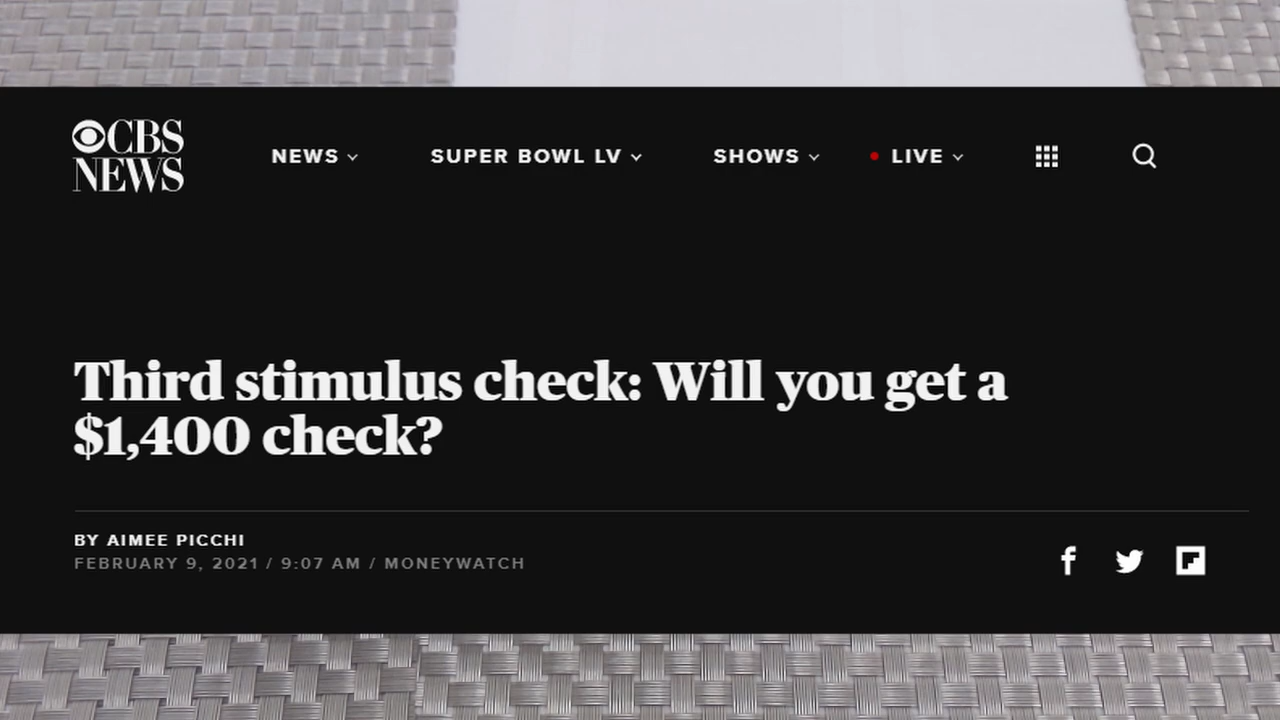 CBS
NEWS
NEWS
SUPER BOWL LV
SHOWS
LIVE
Third stimulus check: Will you get a
$1,400 check?
BY AIMEE PICCHI
FEBRUARY 9, 2021 / 9:07 AM / MONEYWATCH